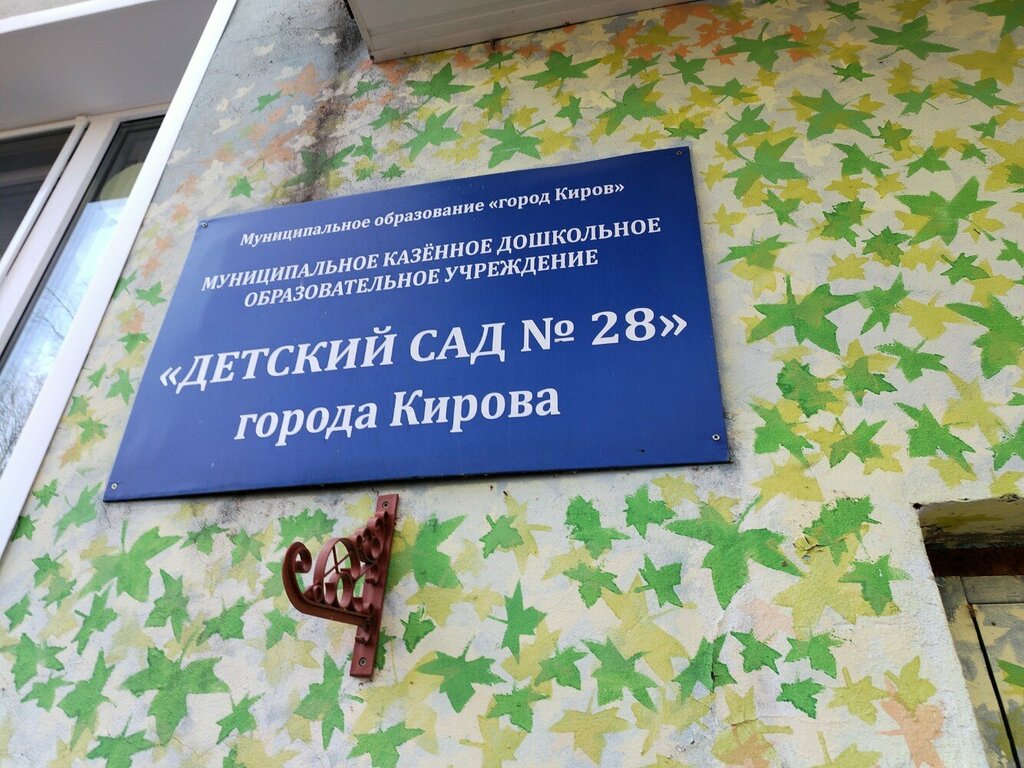 Муниципальное образование «город Киров»
МУНИЦИПАЛЬНОЕ КАЗЁННОЕ ДОШКОЛЬНОЕ
ОБРАЗОВАТЕЛЬНОЕ УЧРЕЖДЕНИЕ
«ДЕТСКИЙ САД № 28»
города Кирова